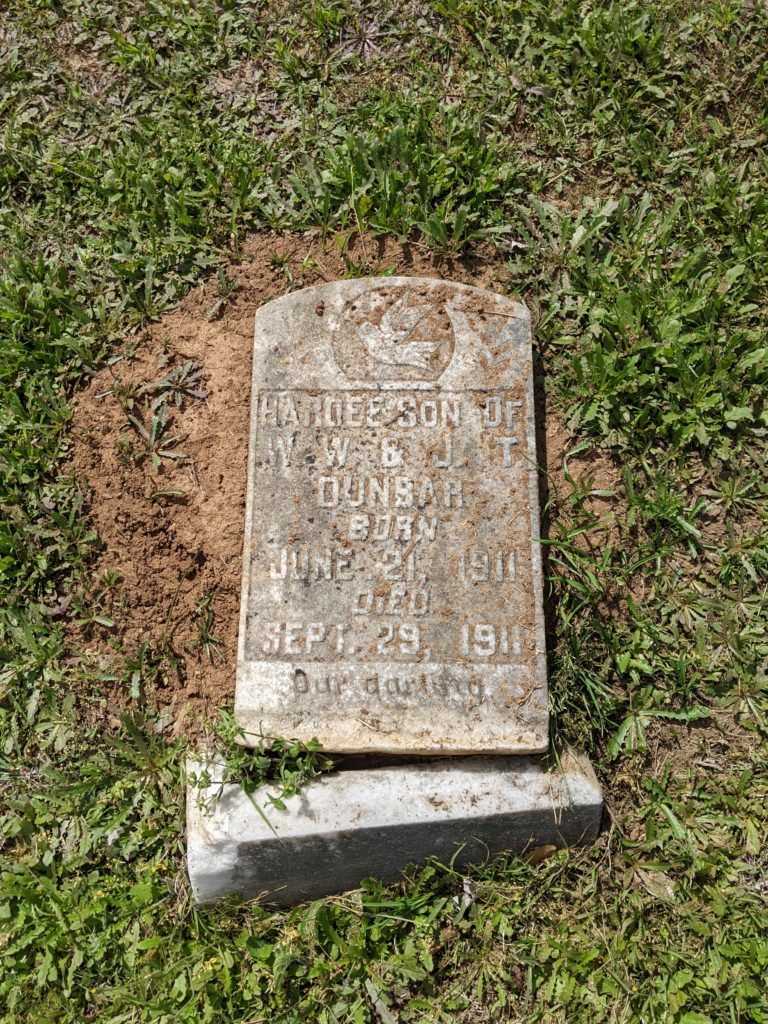 HARDEE SON OF
W. W. & J. T.
DUNBAR
BORN
JUNE 21, 1911
DIED
SEPT. 29, 1911
Our darling.